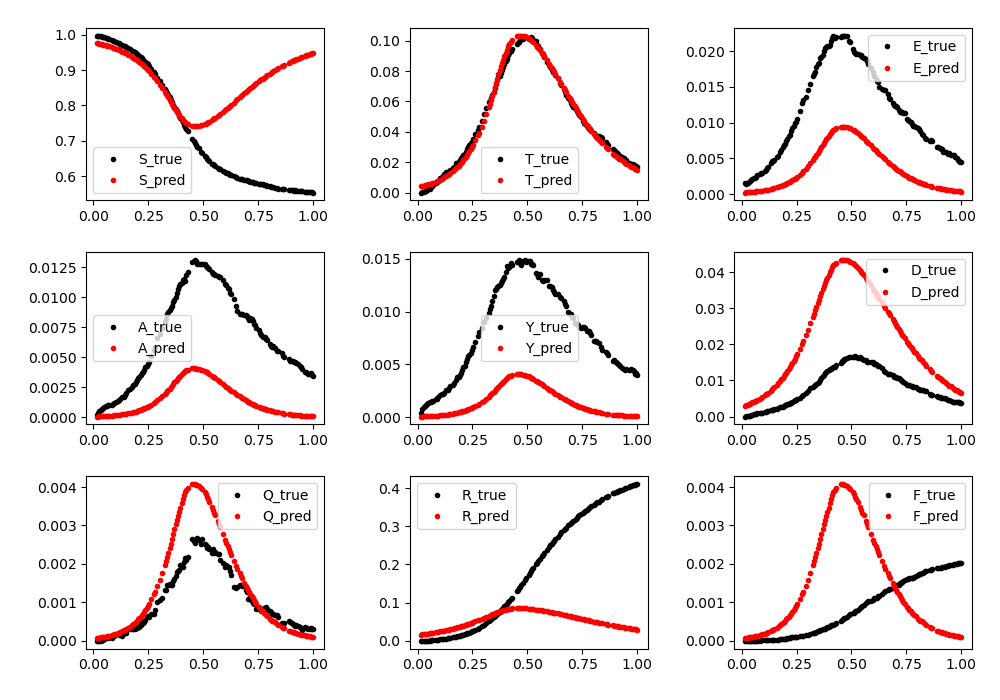 1.0
0.9
0.8
0.7
0.6
S_true
S_pred
0.00 0.25 0.50 0.75 1.00
0.10
0.08
0.06
0.04
0.02
0.00
T_true
T_pred
0.00 0.25 0.50 0.75 1.00
0.020
0.015
0.010
0.005
0.000
E_true
E_pred
0.00 0.25 0.50 0.75 1.00
0.0125
0.0100
0.0075
0.0050
0.0025
0.0000
A_true
A_pred
0.00 0.25 0.50 0.75 1.00
0.015
0.010
0.005
0.000
Y_true
Y_pred
0.00 0.25 0.50 0.75 1.00
0.04
0.03
0.02
0.01
0.00
D_true
D_pred
0.00 0.25 0.50 0.75 1.00
0.004
0.003
0.002
0.001
0.000
Q_true
Q_pred
0.00 0.25 0.50 0.75 1.00
0.4
0.3
0.2
0.1
0.0
R_true
R_pred
0.00 0.25 0.50 0.75 1.00
0.004
0.003
0.002
0.001
0.000
F_true
F_pred
0.00 0.25 0.50 0.75 1.00